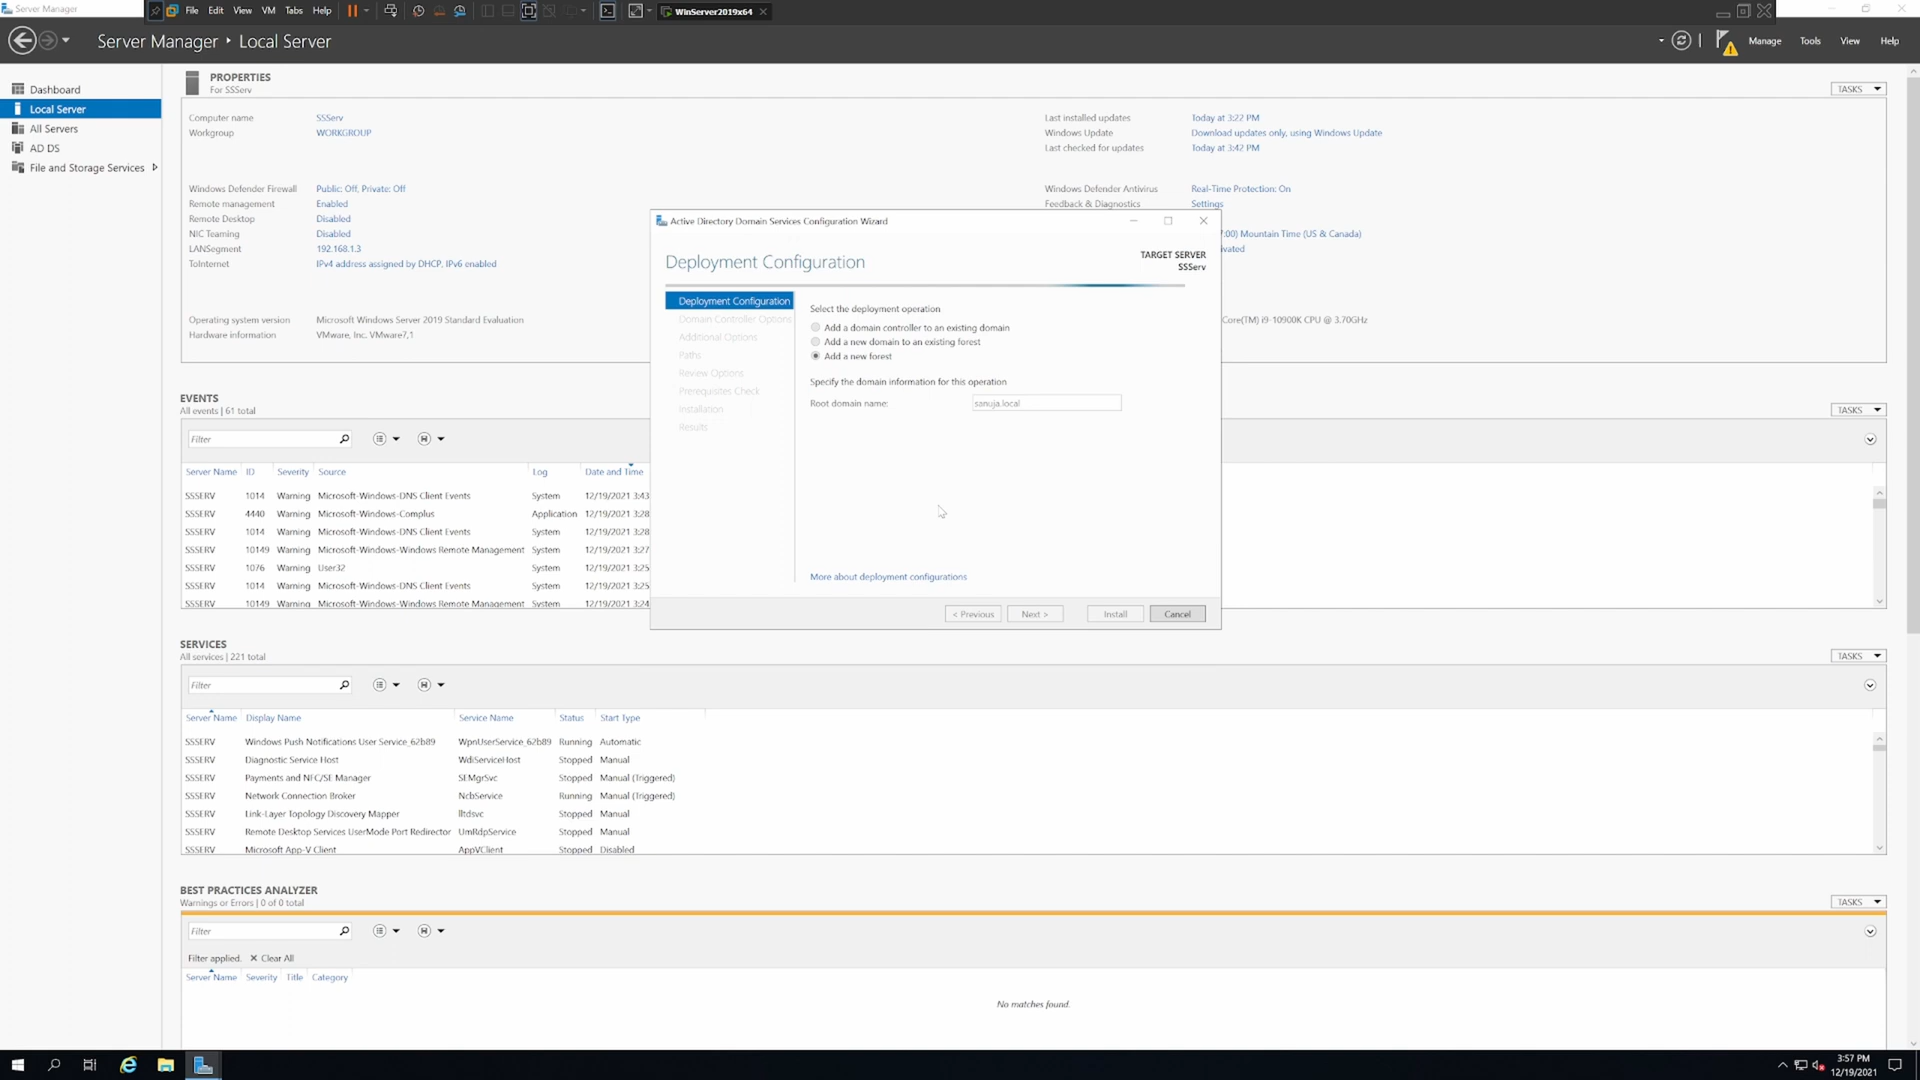 Server Manager
File Edit View VM Tabs Help
WinServer2019x64
Server Manager ‣ Local Server
Manage Tools View Help
Dashboard
Local Server
All Servers
AD DS
File and Storage Services
PROPERTIES
For SSServ
TASKS
Computer name SSServ
Workgroup WORKGROUP
Last installed updates Today at 3:22 PM
Windows Update Download updates only, using Windows Update
Last checked for updates Today at 3:42 PM
Windows Defender Firewall Public: Off, Private: Off
Remote management Enabled
Remote Desktop Disabled
NIC Teaming Disabled
LANSegment 192.168.1.3
ToInternet IPv4 address assigned by DHCP, IPv6 enabled
Windows Defender Antivirus Real-Time Protection: On
Feedback & Diagnostics Settings
:00) Mountain Time (US & Canada)
ivated
Operating system version Microsoft Windows Server 2019 Standard Evaluation
Hardware information VMware, Inc. VMware7,1
Core(TM) i9-10900K CPU @ 3.70GHz
Active Directory Domain Services Configuration Wizard
Deployment Configuration
TARGET SERVER
SSServ
Deployment Configuration
Domain Controller Options
Additional Options
Paths
Review Options
Prerequisites Check
Installation
Results
Select the deployment operation
Add a domain controller to an existing domain
Add a new domain to an existing forest
Add a new forest
Specify the domain information for this operation
Root domain name: sanuja.local
More about deployment configurations
< Previous Next > Install Cancel
EVENTS
All events | 61 total
TASKS
Filter
Server Name ID Severity Source Log Date and Time
SSSERV 1014 Warning Microsoft-Windows-DNS Client Events System 12/19/2021 3:43
SSSERV 4440 Warning Microsoft-Windows-Complus Application 12/19/2021 3:28
SSSERV 1014 Warning Microsoft-Windows-DNS Client Events System 12/19/2021 3:28
SSSERV 10149 Warning Microsoft-Windows-Windows Remote Management System 12/19/2021 3:27
SSSERV 1076 Warning User32 System 12/19/2021 3:25
SSSERV 1014 Warning Microsoft-Windows-DNS Client Events System 12/19/2021 3:25
SSSERV 10149 Warning Microsoft-Windows-Windows Remote Management System 12/19/2021 3:24
SERVICES
All services | 221 total
TASKS
Filter
Server Name Display Name Service Name Status Start Type
SSSERV Windows Push Notifications User Service_62b89 WpnUserService_62b89 Running Automatic
SSSERV Diagnostic Service Host WdiServiceHost Stopped Manual
SSSERV Payments and NFC/SE Manager SEMgrSvc Stopped Manual (Triggered)
SSSERV Network Connection Broker NcbService Running Manual (Triggered)
SSSERV Link-Layer Topology Discovery Mapper lltdsvc Stopped Manual
SSSERV Remote Desktop Services UserMode Port Redirector UmRdpService Stopped Manual
SSSERV Microsoft App-V Client AppVClient Stopped Disabled
BEST PRACTICES ANALYZER
Warnings or Errors | 0 of 0 total
TASKS
Filter
Filter applied. Clear All
Server Name Severity Title Category
No matches found.
3:57 PM
12/19/2021